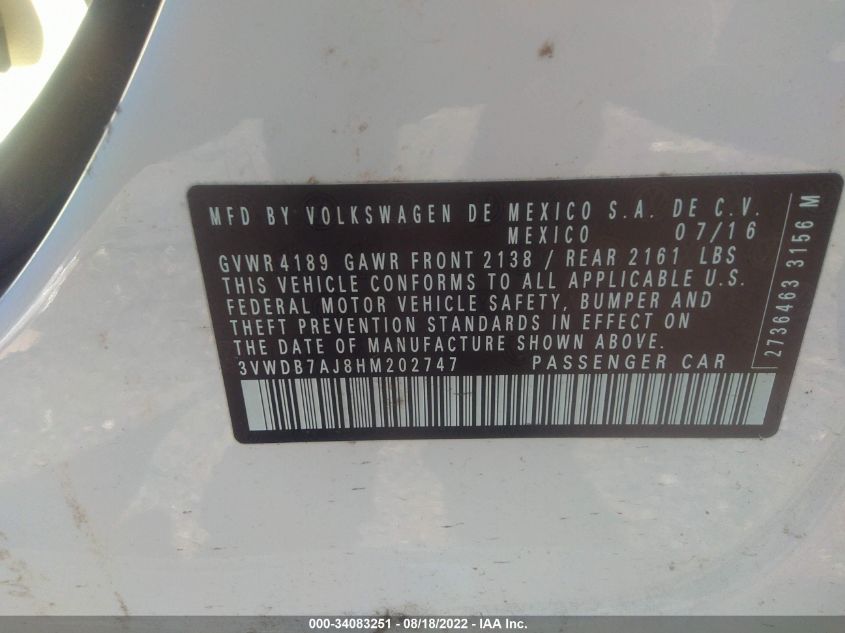 MFD BY VOLKSWAGEN DE MEXICO S.A. DE C.V.
MEXICO 07/16
GVWR 4189 GAWR FRONT 2138 / REAR 2161 LBS
THIS VEHICLE CONFORMS TO ALL APPLICABLE U.S.
FEDERAL MOTOR VEHICLE SAFETY, BUMPER AND
THEFT PREVENTION STANDARDS IN EFFECT ON
THE DATE OF MANUFACTURE SHOWN ABOVE.
3VWDB7AJ8HM202747 PASSENGER CAR
2736463 3156 M
000-34083251 - 08/18/2022 - IAA Inc.